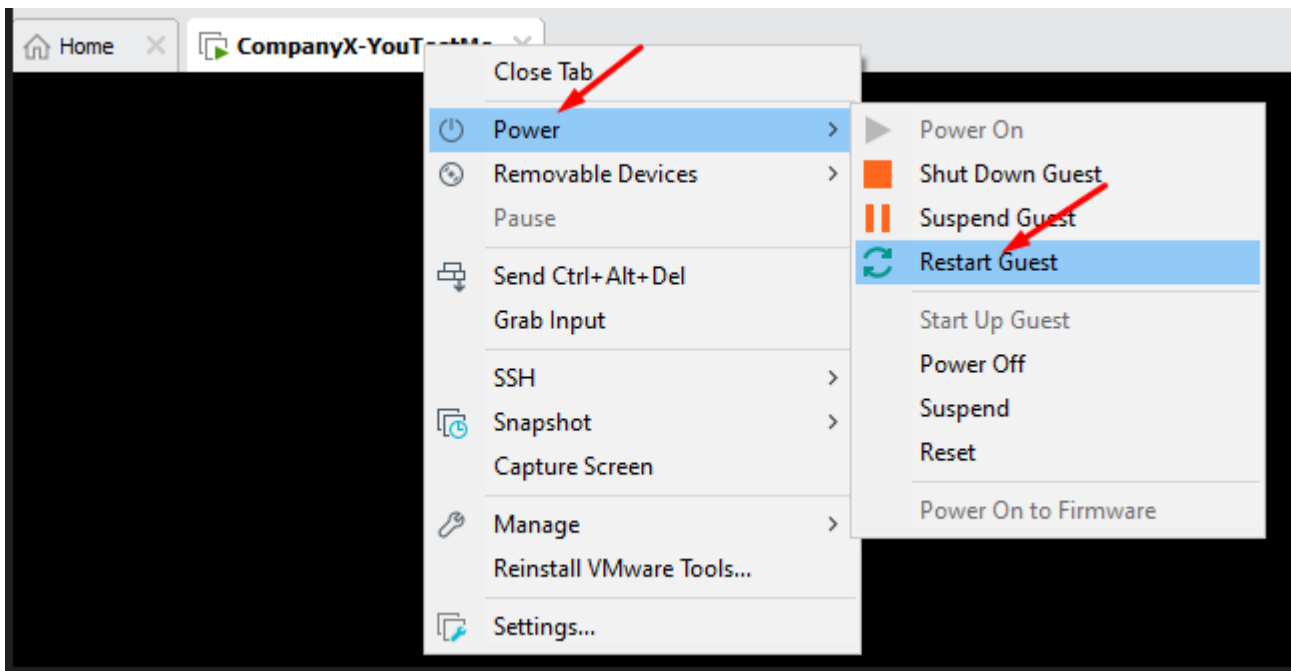 Home
CompanyX-YouTestMe
Close Tab
Power
Removable Devices
Pause
Send Ctrl+Alt+Del
Grab Input
SSH
Snapshot
Capture Screen
Manage
Reinstall VMware Tools...
Settings...
Power On
Shut Down Guest
Suspend Guest
Restart Guest
Start Up Guest
Power Off
Suspend
Reset
Power On to Firmware